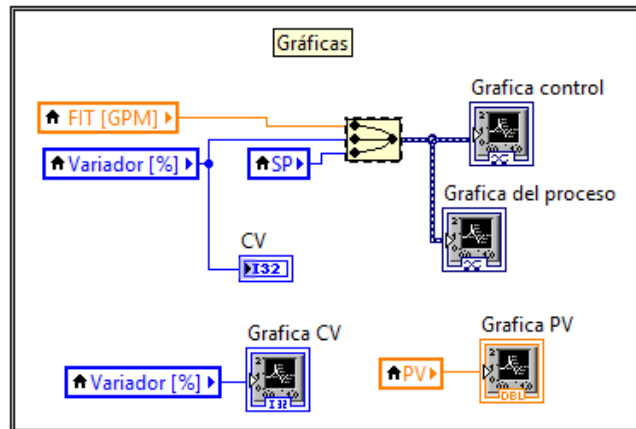 Gráficas
Grafica control
FIT [GPM]
Variador [%]
SP
Grafica del proceso
CV
I32
Grafica CV
Grafica PV
Variador [%]
PV
I32
DBL